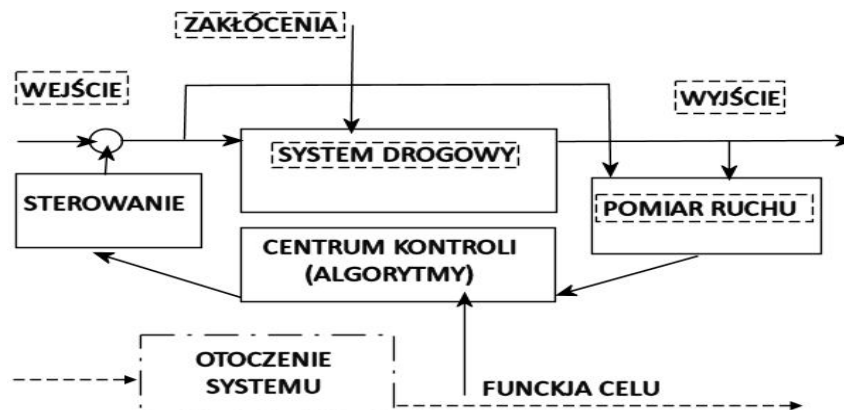 ZAKŁÓCENIA
WEJŚCIE
WYJŚCIE
SYSTEM DROGOWY
STEROWANIE
POMIAR RUCHU
CENTRUM KONTROLI
(ALGORYTMY)
OTOCZENIE
SYSTEMU
FUNCKJA CELU